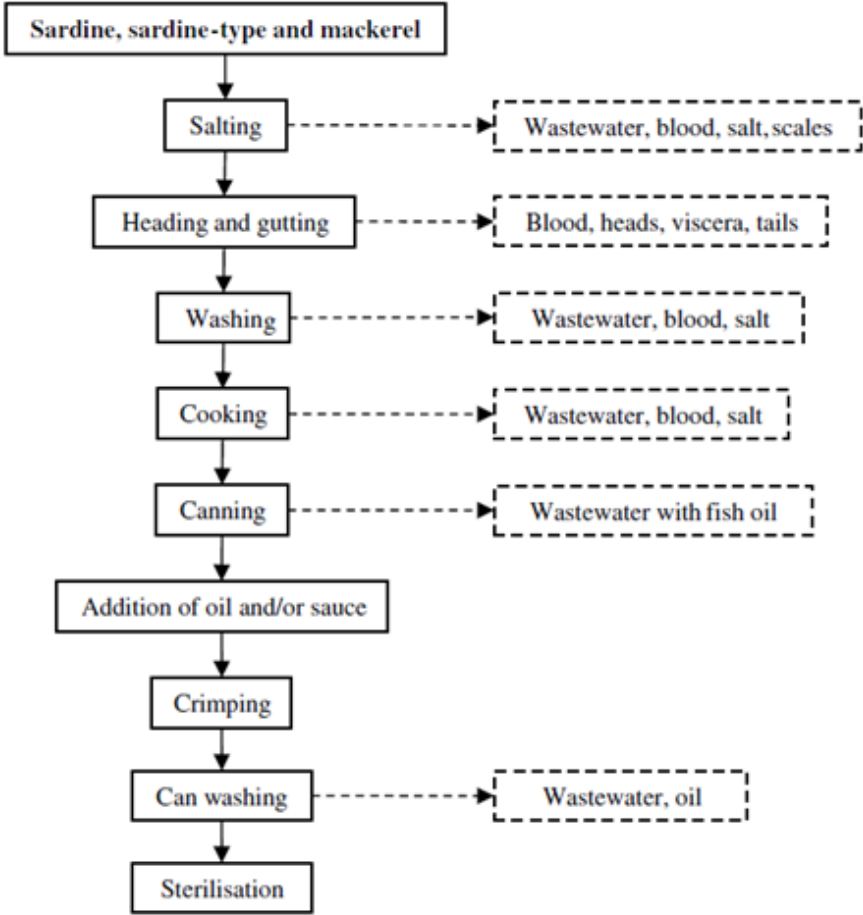 Sardine, sardine-type and mackerel
Salting
Wastewater, blood, salt, scales
Heading and gutting
Blood, heads, viscera, tails
Washing
Wastewater, blood, salt
Cooking
Wastewater, blood, salt
Canning
Wastewater with fish oil
Addition of oil and/or sauce
Crimping
Can washing
Wastewater, oil
Sterilisation